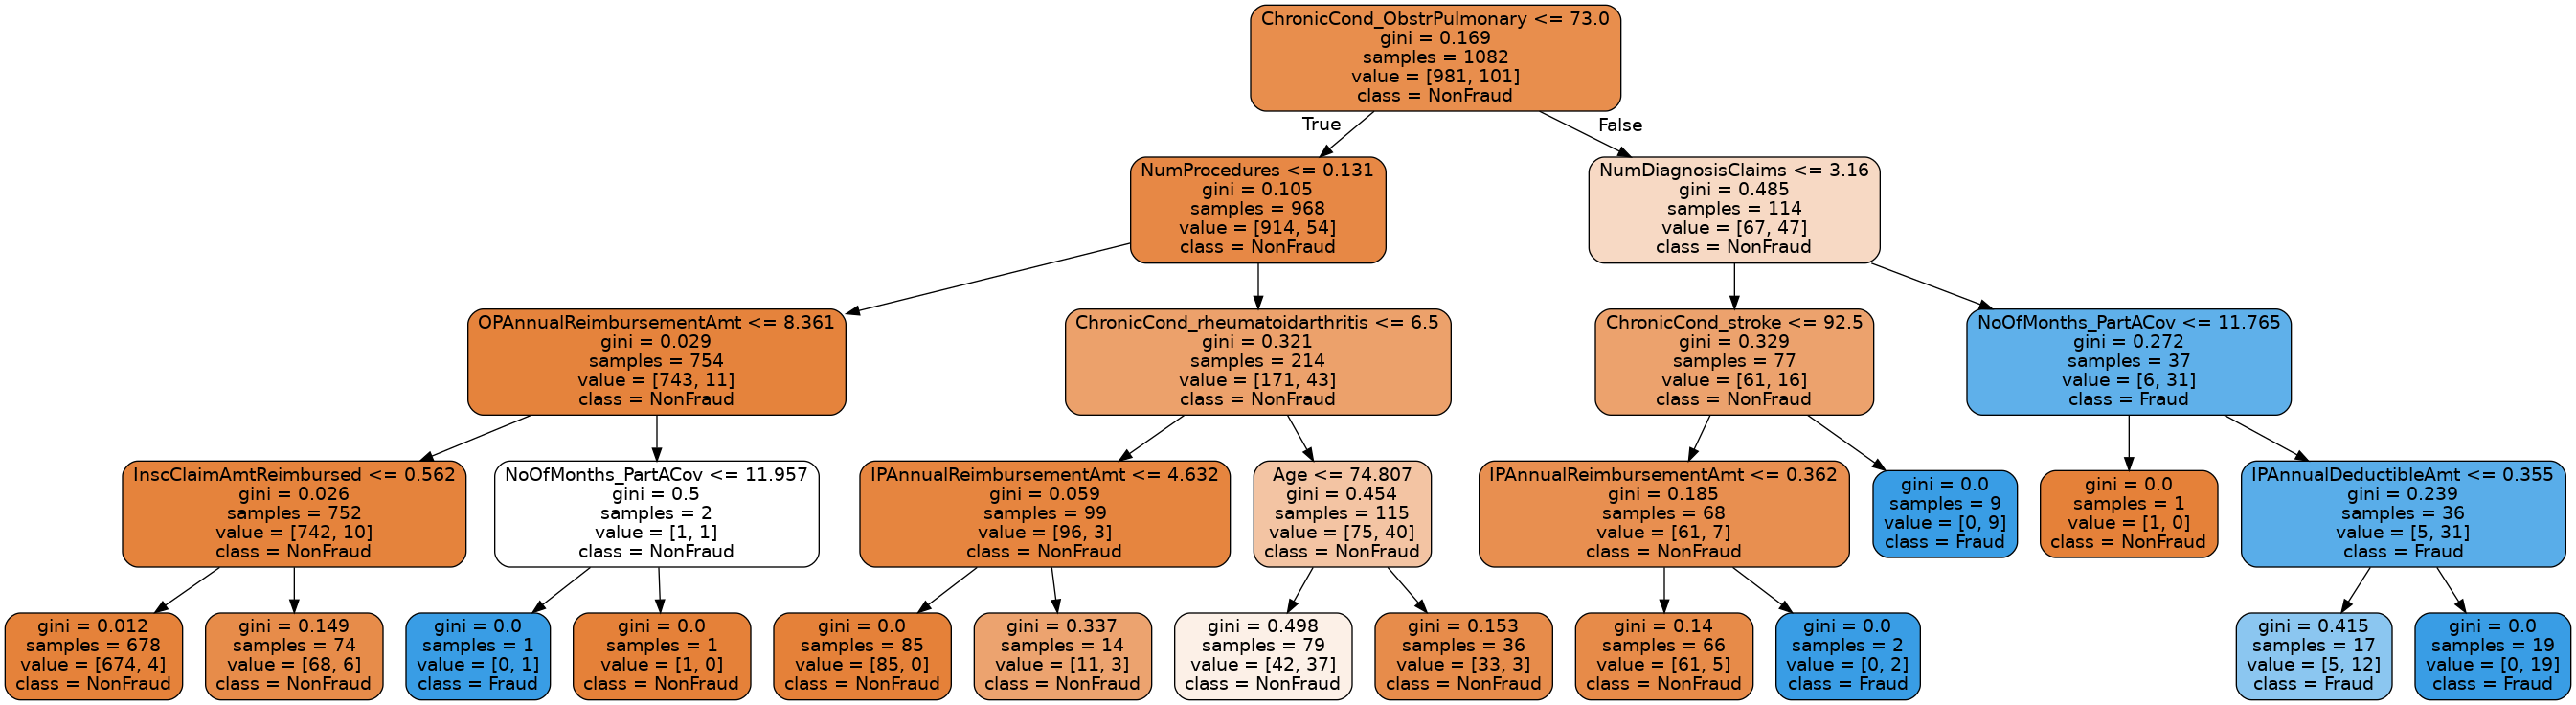 ChronicCond_ObstrPulmonary <= 73.0
gini = 0.169
samples = 1082
value = [981, 101]
class = NonFraud
True
False
NumProcedures <= 0.131
gini = 0.105
samples = 968
value = [914, 54]
class = NonFraud
NumDiagnosisClaims <= 3.16
gini = 0.485
samples = 114
value = [67, 47]
class = NonFraud
OPAnnualReimbursementAmt <= 8.361
gini = 0.029
samples = 754
value = [743, 11]
class = NonFraud
ChronicCond_rheumatoidarthritis <= 6.5
gini = 0.321
samples = 214
value = [171, 43]
class = NonFraud
ChronicCond_stroke <= 92.5
gini = 0.329
samples = 77
value = [61, 16]
class = NonFraud
NoOfMonths_PartACov <= 11.765
gini = 0.272
samples = 37
value = [6, 31]
class = Fraud
InscClaimAmtReimbursed <= 0.562
gini = 0.026
samples = 752
value = [742, 10]
class = NonFraud
NoOfMonths_PartACov <= 11.957
gini = 0.5
samples = 2
value = [1, 1]
class = NonFraud
IPAnnualReimbursementAmt <= 4.632
gini = 0.059
samples = 99
value = [96, 3]
class = NonFraud
Age <= 74.807
gini = 0.454
samples = 115
value = [75, 40]
class = NonFraud
IPAnnualReimbursementAmt <= 0.362
gini = 0.185
samples = 68
value = [61, 7]
class = NonFraud
gini = 0.0
samples = 9
value = [0, 9]
class = Fraud
gini = 0.0
samples = 1
value = [1, 0]
class = NonFraud
IPAnnualDeductibleAmt <= 0.355
gini = 0.239
samples = 36
value = [5, 31]
class = Fraud
gini = 0.012
samples = 678
value = [674, 4]
class = NonFraud
gini = 0.149
samples = 74
value = [68, 6]
class = NonFraud
gini = 0.0
samples = 1
value = [0, 1]
class = Fraud
gini = 0.0
samples = 1
value = [1, 0]
class = NonFraud
gini = 0.0
samples = 85
value = [85, 0]
class = NonFraud
gini = 0.337
samples = 14
value = [11, 3]
class = NonFraud
gini = 0.498
samples = 79
value = [42, 37]
class = NonFraud
gini = 0.153
samples = 36
value = [33, 3]
class = NonFraud
gini = 0.14
samples = 66
value = [61, 5]
class = NonFraud
gini = 0.0
samples = 2
value = [0, 2]
class = Fraud
gini = 0.415
samples = 17
value = [5, 12]
class = Fraud
gini = 0.0
samples = 19
value = [0, 19]
class = Fraud